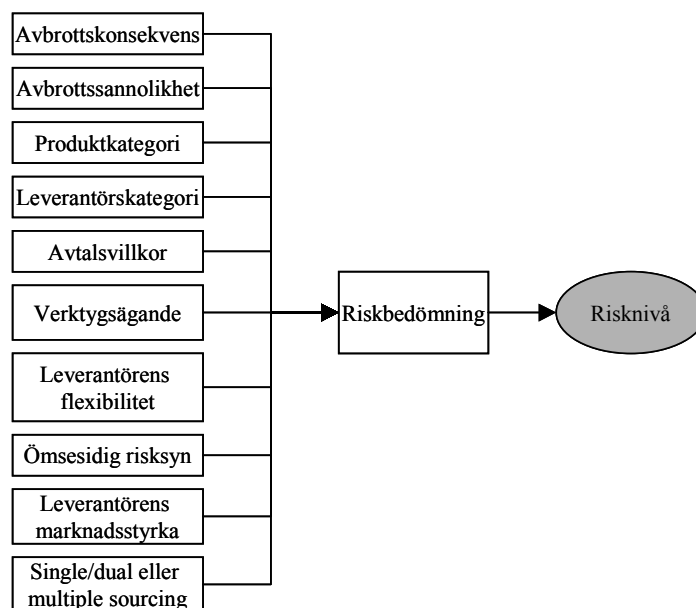 Avbrottskonsekvens
Avbrottssannolikhet
Produktkategori
Leverantörskategori
Avtalsvillkor
Verktygsägande
Leverantörens
flexibilitet
Ömsesidig risksyn
Leverantörens
marknadsstyrka
Single/dual eller
multiple sourcing
Riskbedömning
Risknivå